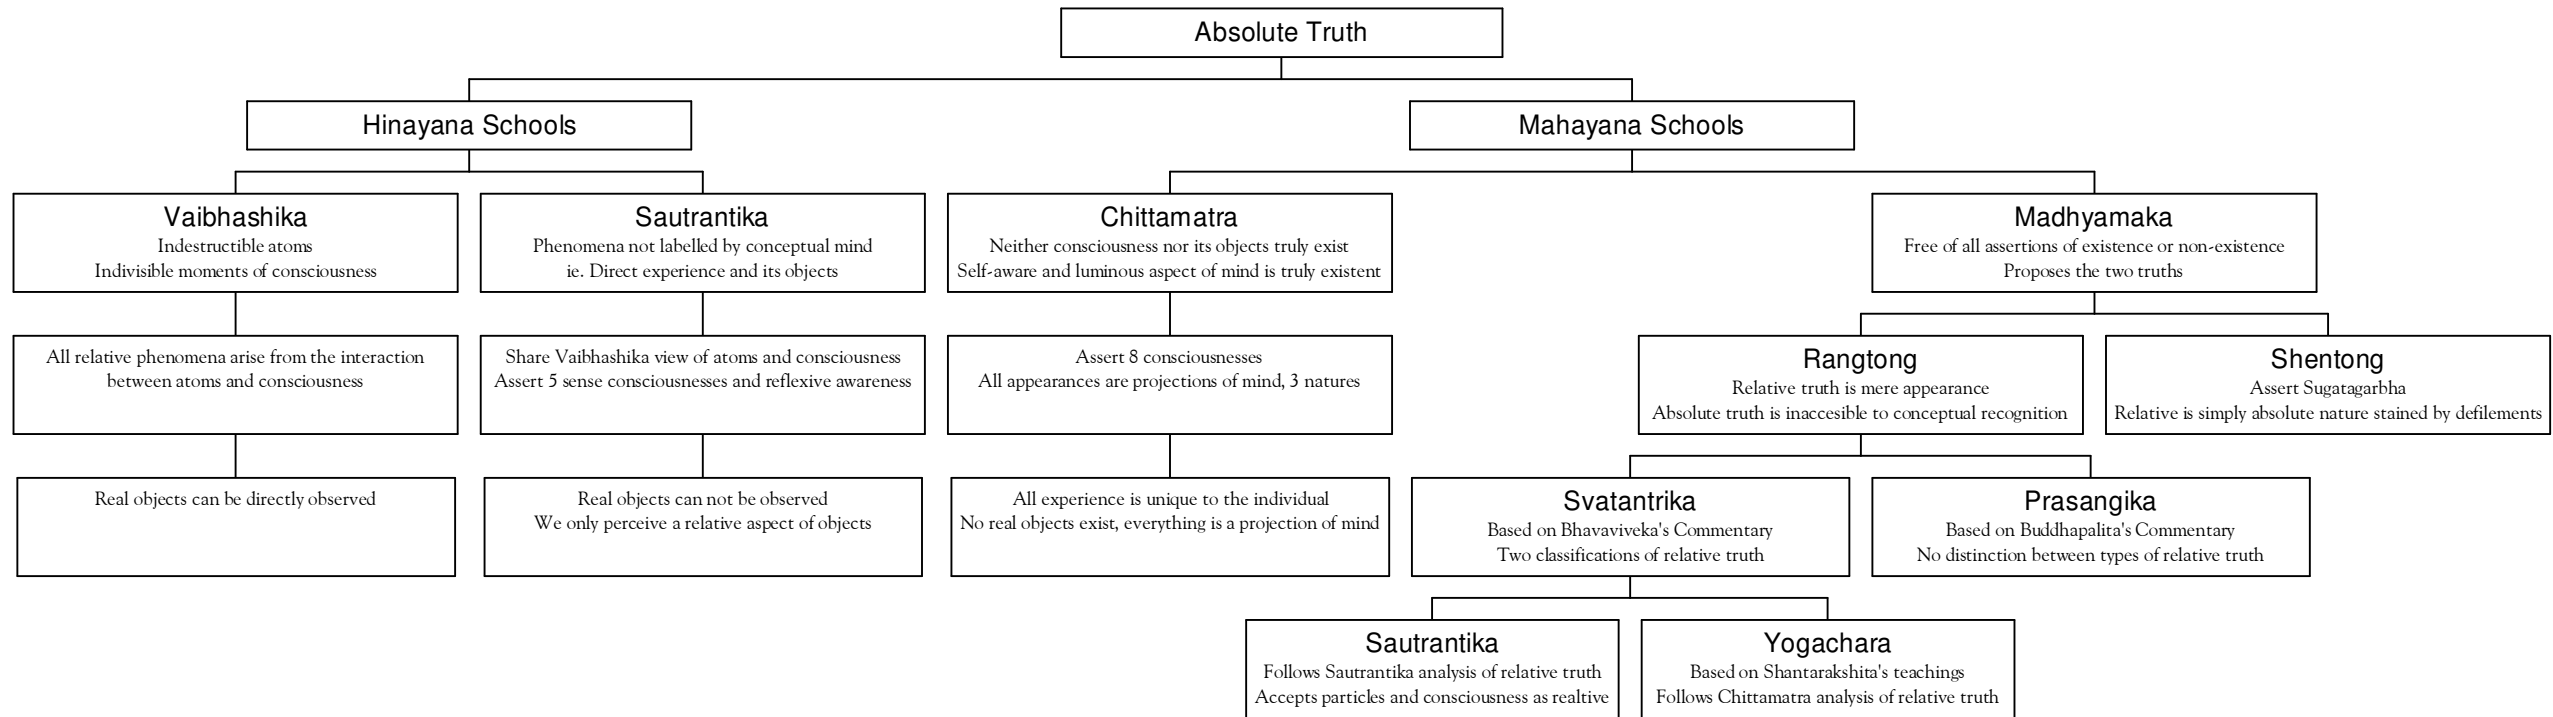 Absolute Truth
Hinayana Schools
Mahayana Schools
Vaibhashika
Indestructible atoms
Indivisible moments of consciousness
Sautrantika
Phenomena not labelled by conceptual mind
ie. Direct experience and its objects
Chittamatra
Neither consciousness nor its objects truly exist
Self-aware and luminous aspect of mind is truly existent
Madhyamaka
Free of all assertions of existence or non-existence
Proposes the two truths
All relative phenomena arise from the interaction
between atoms and consciousness
Share Vaibhashika view of atoms and consciousness
Assert 5 sense consciousnesses and reflexive awareness
Assert 8 consciousnesses
All appearances are projections of mind, 3 natures
Rangtong
Relative truth is mere appearance
Absolute truth is inaccesible to conceptual recognition
Shentong
Assert Sugatagarbha
Relative is simply absolute nature stained by defilements
Real objects can be directly observed
Real objects can not be observed
We only perceive a relative aspect of objects
All experience is unique to the individual
No real objects exist, everything is a projection of mind
Svatantrika
Based on Bhavaviveka's Commentary
Two classifications of relative truth
Prasangika
Based on Buddhapalita's Commentary
No distinction between types of relative truth
Sautrantika
Follows Sautrantika analysis of relative truth
Accepts particles and consciousness as realtive
Yogachara
Based on Shantarakshita's teachings
Follows Chittamatra analysis of relative truth